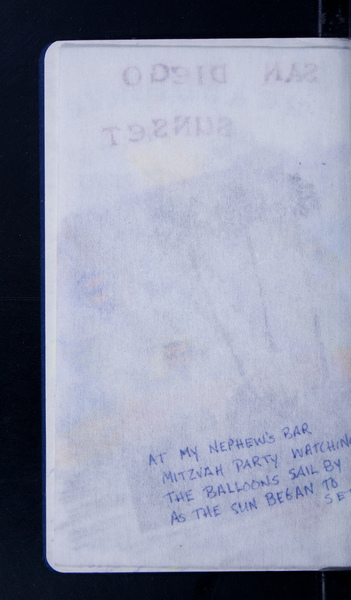 SAN DIEGO
SUNSET
AT MY NEPHEW'S BAR
MITZVAH PARTY WATCHING
THE BALLOONS SAIL BY
AS THE SUN BEGAN TO
SET